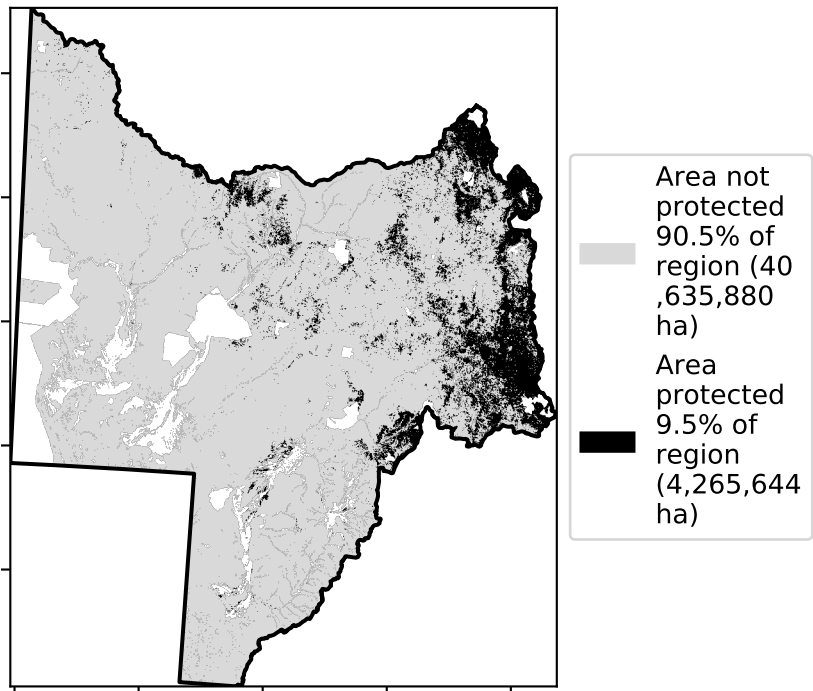 Area not
protected
90.5% of
region (40
,635,880
ha)
Area
protected
9.5% of
region
(4,265,644
ha)